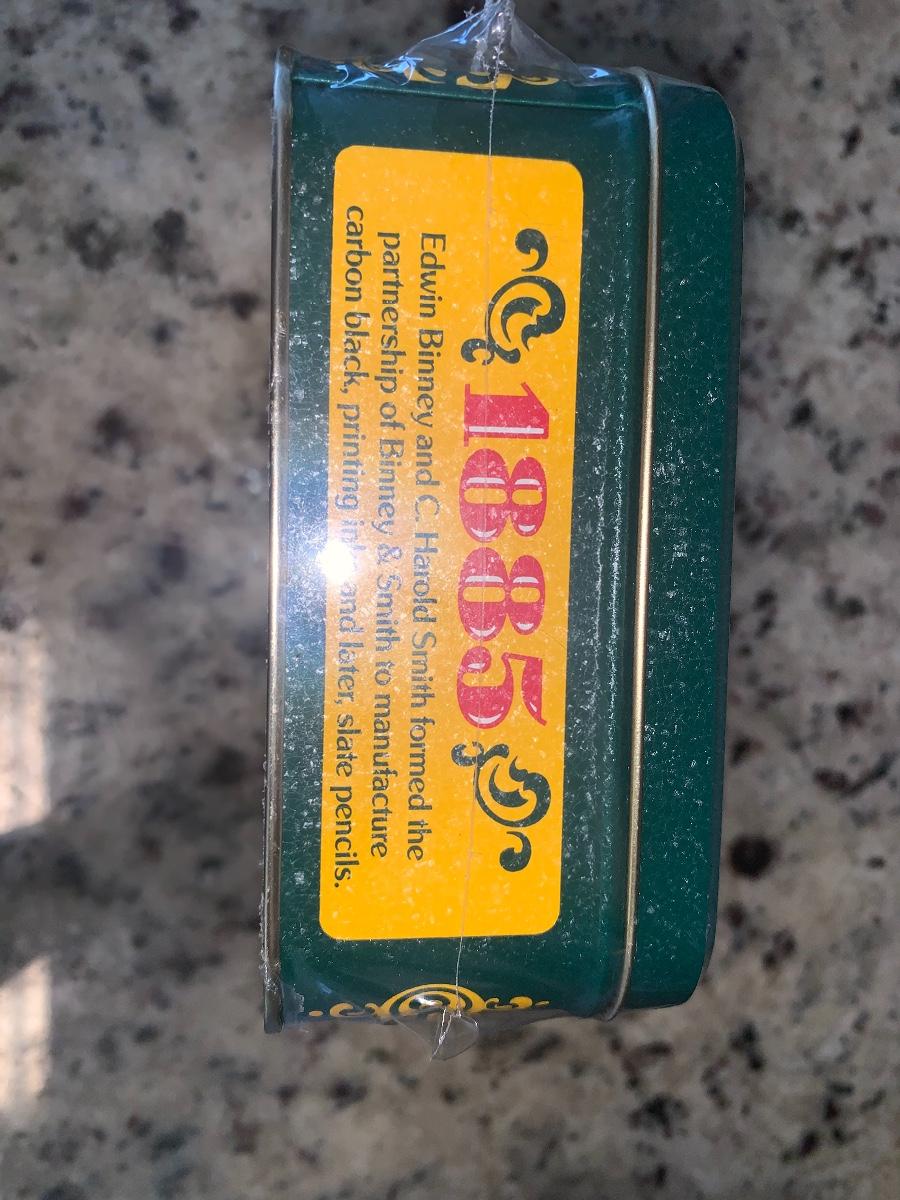 1885
Edwin Binney and C. Harold Smith formed the
partnership of Binney & Smith to manufacture
carbon black, printing ink and later, slate pencils.